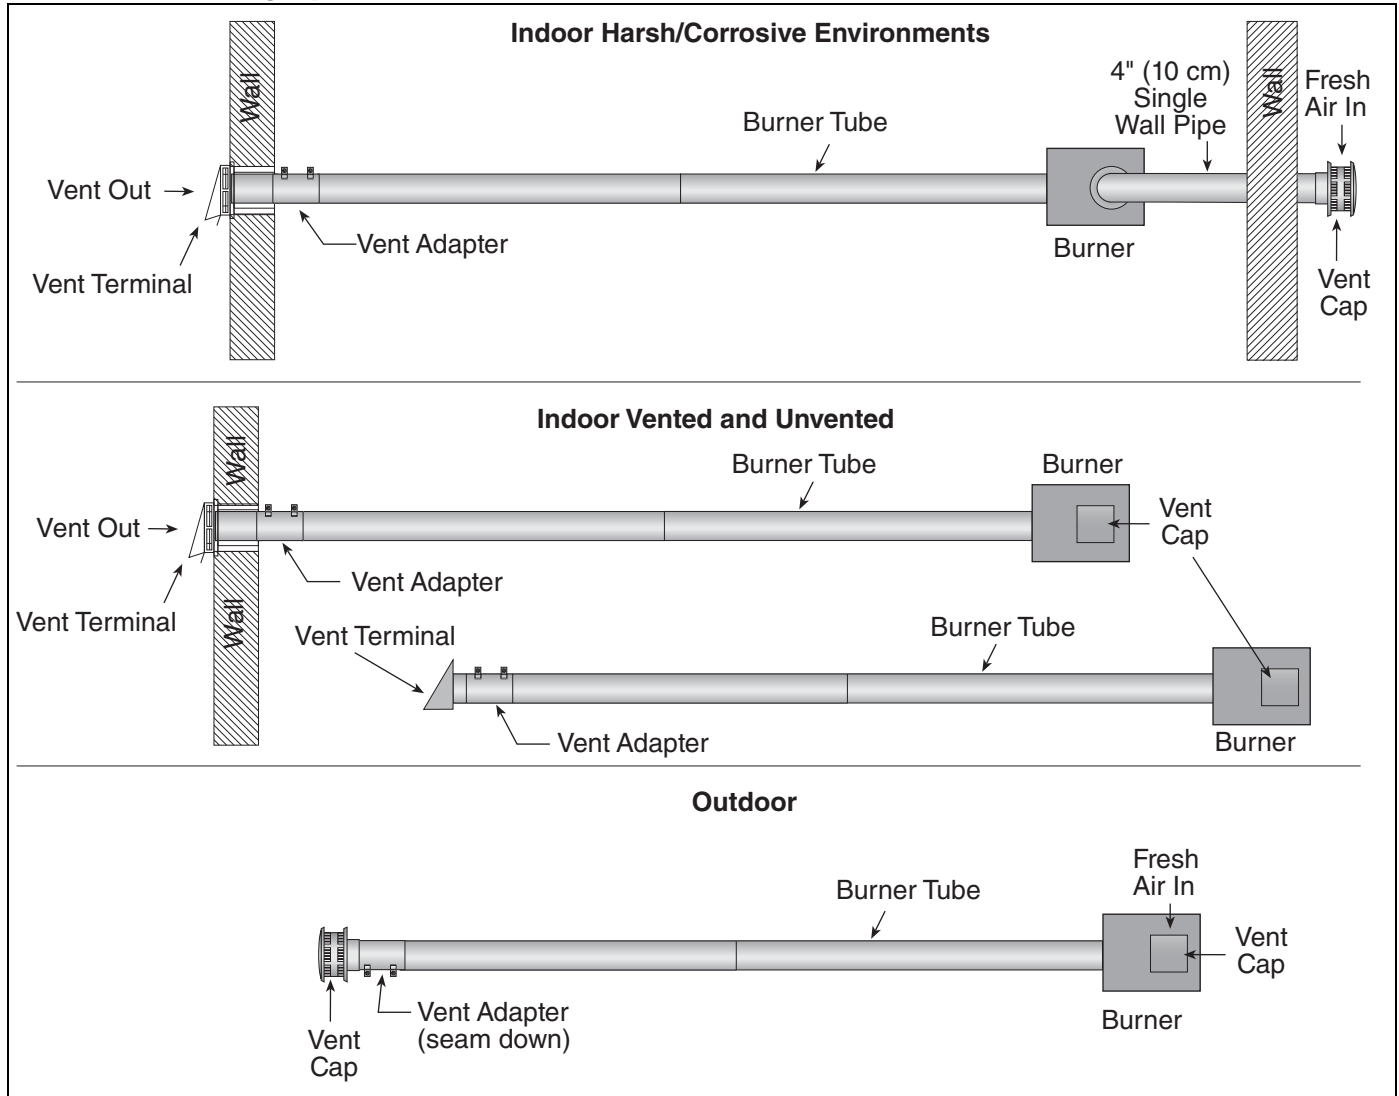 Indoor Harsh/Corrosive Environments
Wall
Wall
4" (10 cm)
Single
Wall Pipe
Fresh
Air In
Burner Tube
Vent Out
Vent Adapter
Burner
Vent Terminal
Vent
Cap
Indoor Vented and Unvented
Wall
Burner Tube
Burner
Vent
Cap
Vent Out
Vent Adapter
Vent Terminal
Wall
Vent Terminal
Burner Tube
Vent Adapter
Burner
Outdoor
Fresh
Air In
Burner Tube
Vent
Cap
Vent Adapter
(seam down)
Burner
Vent
Cap